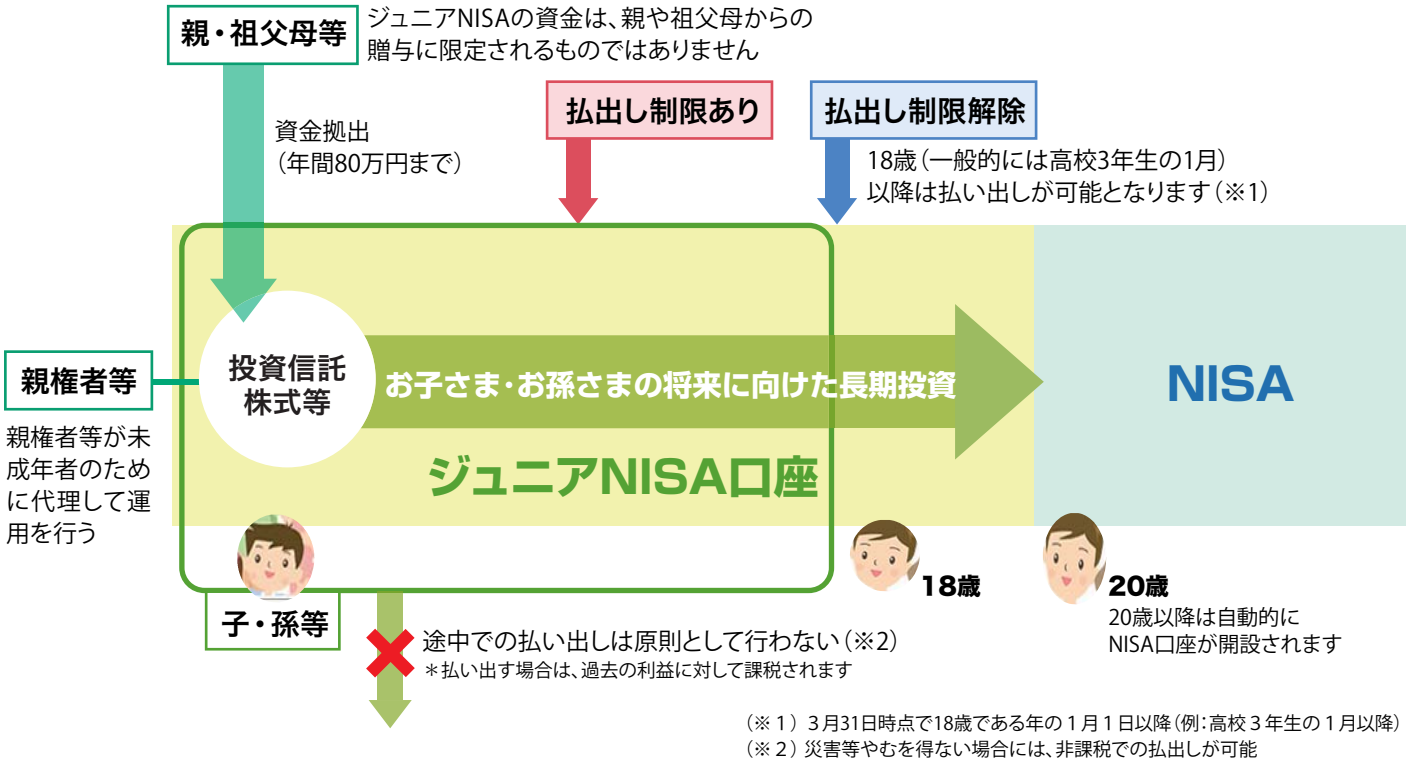 親・祖父母等
ジュニアNISAの資金は、親や祖父母からの
贈与に限定されるものではありません
資金拠出
（年間80万円まで）
払出し制限あり
払出し制限解除
18歳（一般的には高校3年生の1月）
以降は払い出しが可能となります（※1）
親権者等
親権者等が未
成年者のため
に代理して運
用を行う
投資信託
株式等
お子さま・お孫さまの将来に向けた長期投資
ジュニアNISA口座
NISA
子・孫等
18歳
20歳
20歳以降は自動的に
NISA口座が開設されます
途中での払い出しは原則として行わない（※2）
＊払い出す場合は、過去の利益に対して課税されます
（※１）３月31日時点で18歳である年の１月１日以降（例：高校３年生の１月以降）
（※２）災害等やむを得ない場合には、非課税での払出しが可能